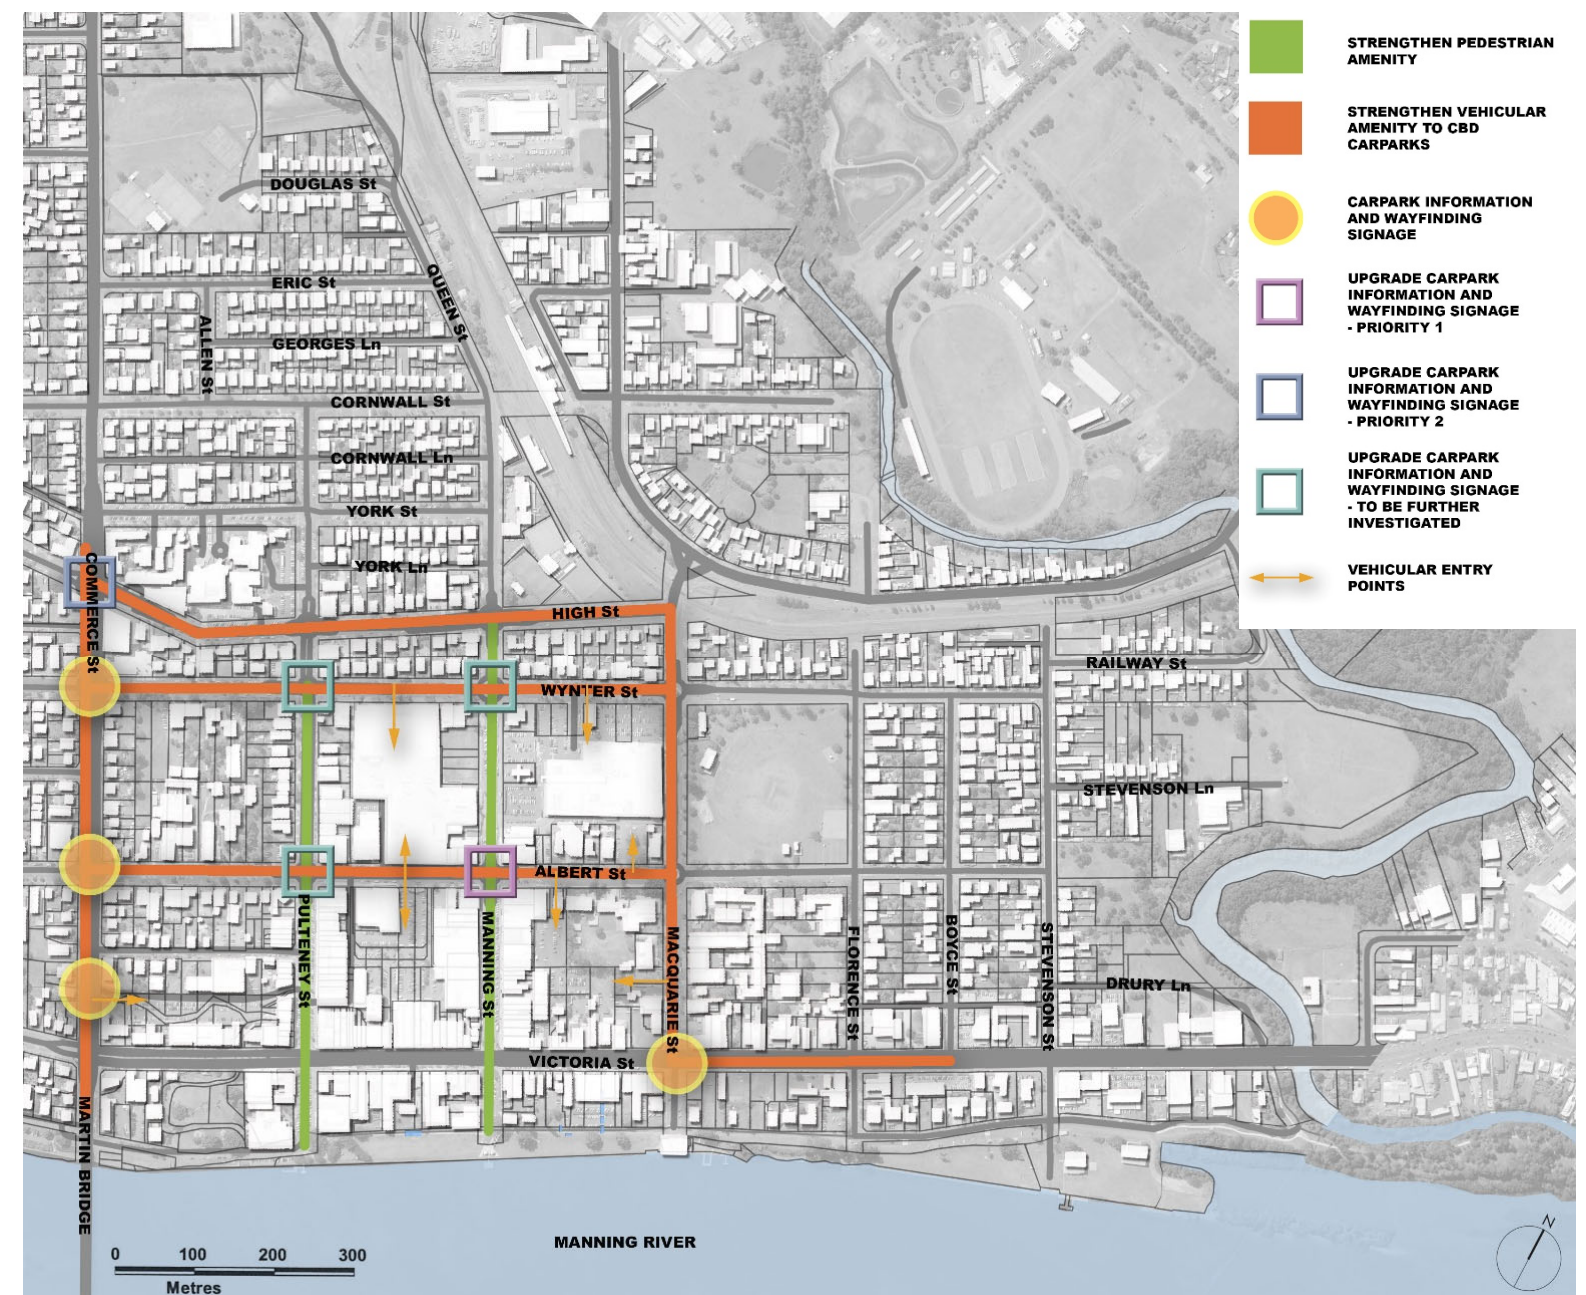 STRENGTHEN PEDESTRIAN
AMENITY
STRENGTHEN VEHICULAR
AMENITY TO CBD
CARPARKS
CARPARK INFORMATION
AND WAYFINDING
SIGNAGE
UPGRADE CARPARK
INFORMATION AND
WAYFINDING SIGNAGE
- PRIORITY 1
UPGRADE CARPARK
INFORMATION AND
WAYFINDING SIGNAGE
- PRIORITY 2
UPGRADE CARPARK
INFORMATION AND
WAYFINDING SIGNAGE
- TO BE FURTHER
INVESTIGATED
VEHICULAR ENTRY
POINTS
DOUGLAS St
QUEEN St
ERIC St
ALLEN St
GEORGES Ln
CORNWALL St
CORNWALL Ln
YORK St
YORK Ln
COMMERCE St
HIGH St
RAILWAY St
WYNTER St
STEVENSON Ln
ALBERT St
PULTENEY St
MANNING St
MACQUARIE St
FLORENCE St
BOYCE St
STEVENSON St
DRURY Ln
VICTORIA St
MARTIN BRIDGE
MANNING RIVER
0 100 200 300
Metres
N